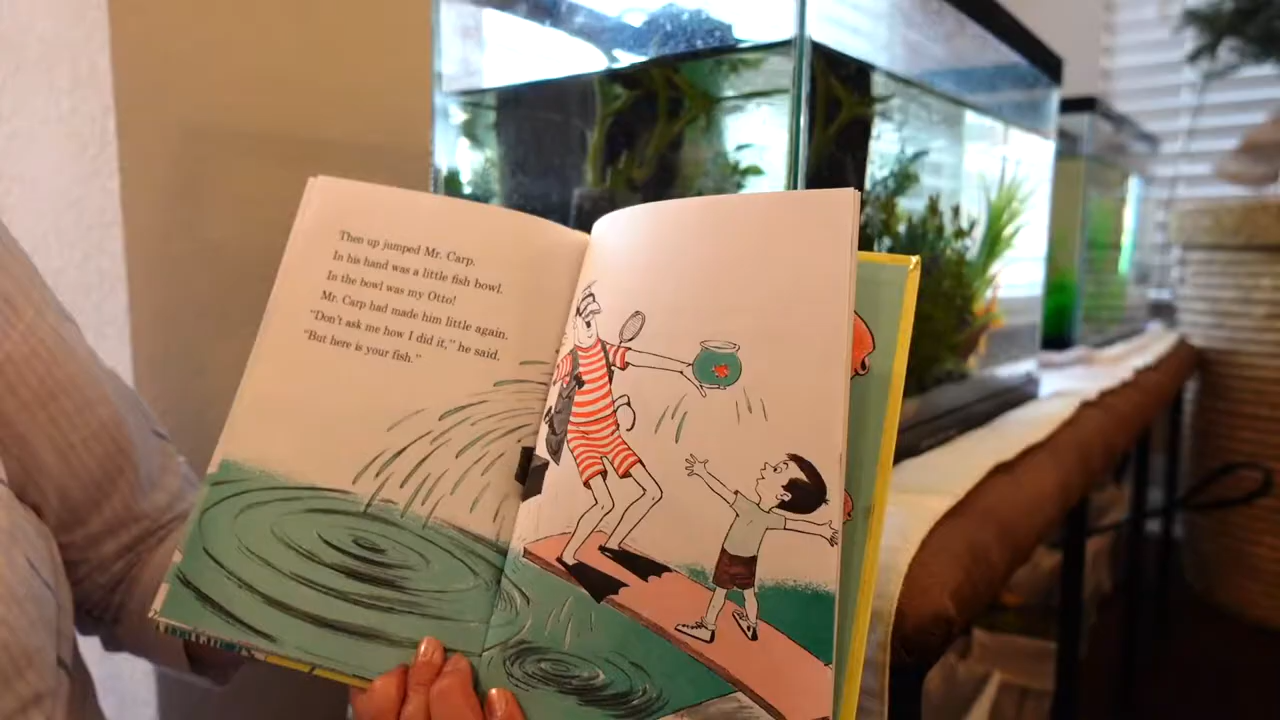 Then up jumped Mr. Carp.
In his hand was a little fish bowl.
In the bowl was my Otto!
Mr. Carp had made him little again.
"Don't ask me how I did it," he said.
"But here is your fish."